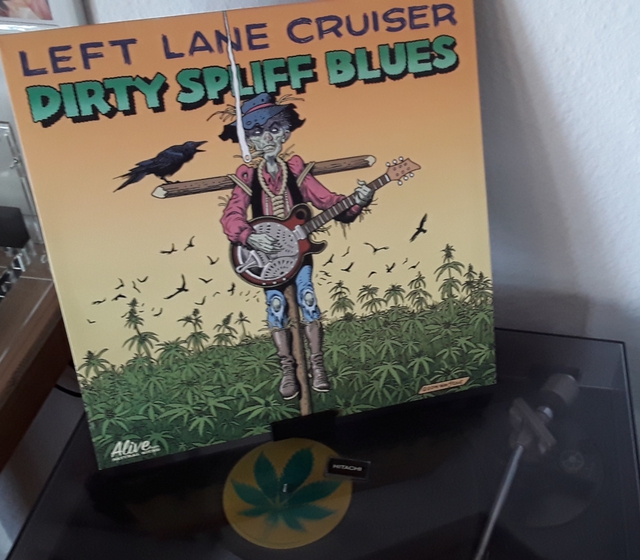 LEFT LANE CRUISER
DIRTY SPLIFF BLUES
Alive
HITACHI